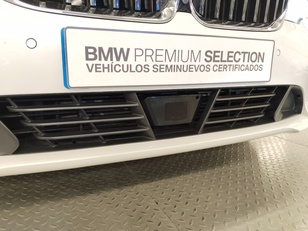 BMW PREMIUM SELECTION
VEHÍCULOS SEMINUEVOS CERTIFICADOS